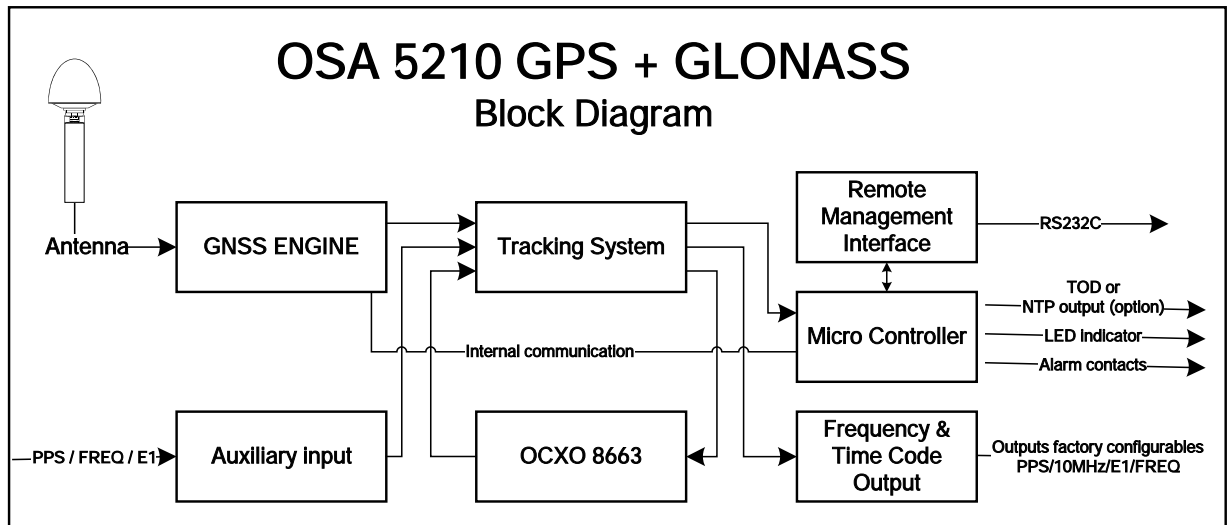 OSA 5210 GPS + GLONASS
Block Diagram
Antenna
GNSS ENGINE
Tracking System
Remote
Management
Interface
RS232C
Micro Controller
TOD or
NTP output (option)
LED indicator
Alarm contacts
Internal communication
PPS / FREQ / E1
Auxiliary input
OCXO 8663
Frequency &
Time Code
Output
Outputs factory configurables
PPS/10MHz/E1/FREQ